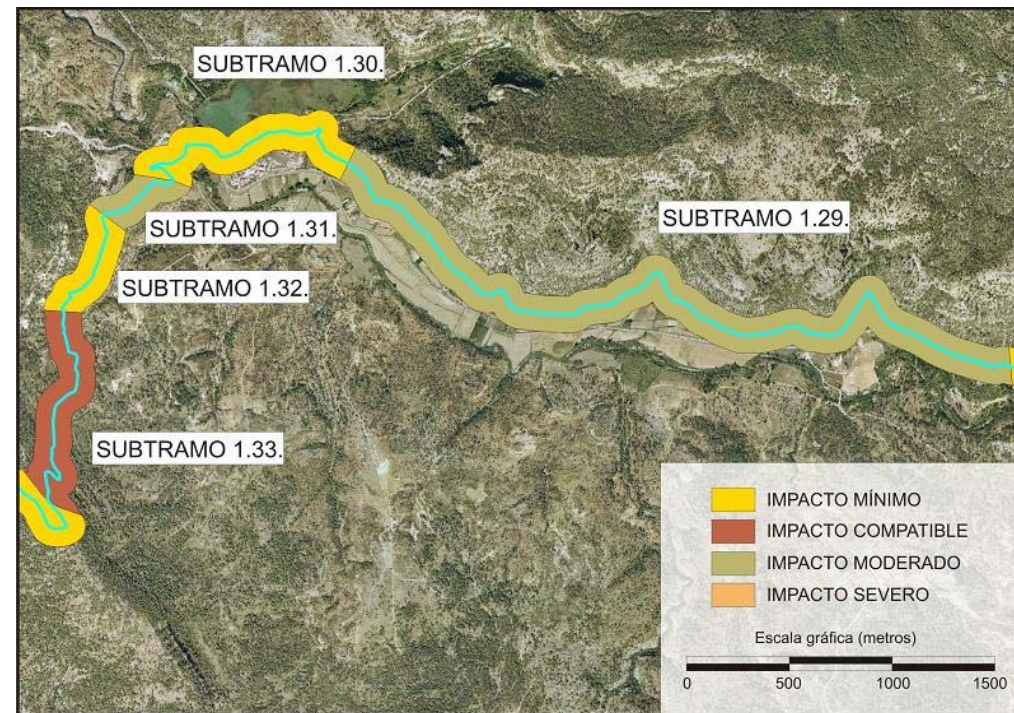 SUBTRAMO 1.30.
SUBTRAMO 1.29.
SUBTRAMO 1.31.
SUBTRAMO 1.32.
SUBTRAMO 1.33.
IMPACTO MÍNIMO
IMPACTO COMPATIBLE
IMPACTO MODERADO
IMPACTO SEVERO
Escala gráfica (metros)
0 500 1000 1500